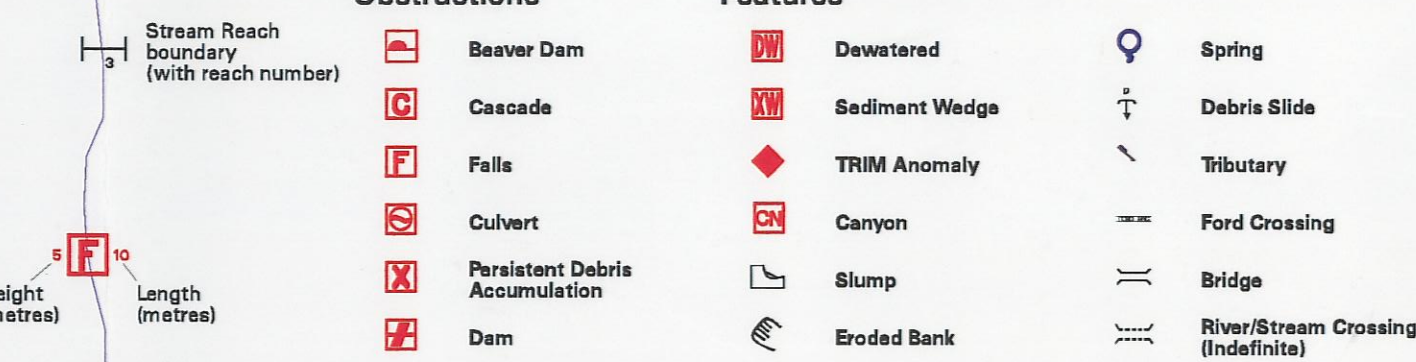 Obstructions
Features
Stream Reach
boundary
(with reach number)
3
5
F
10
Length
(metres)
Beaver Dam
C
Cascade
F
Falls
Culvert
X
Persistent Debris
Accumulation
Dam
DW
Dewatered
XW
Sediment Wedge
TRIM Anomaly
CN
Canyon
Slump
Eroded Bank
Spring
D
Debris Slide
Tributary
Ford Crossing
Bridge
River/Stream Crossing
(Indefinite)